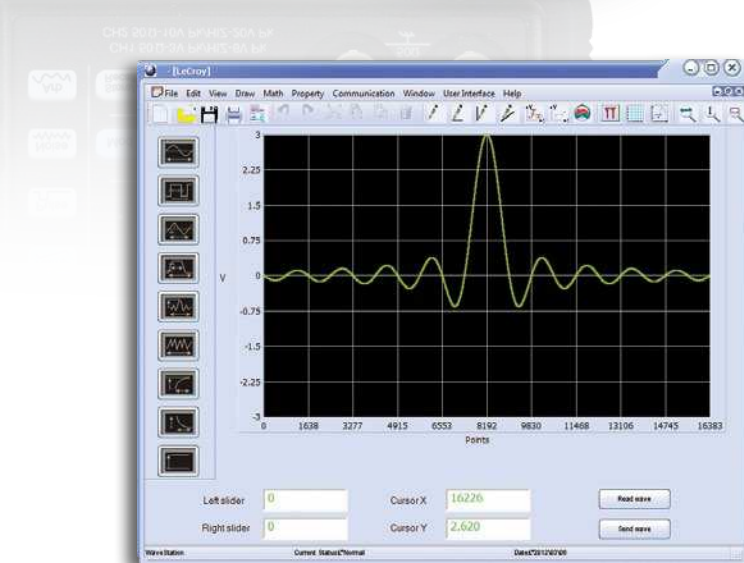 - [LeCroy]
File Edit View Draw Math Property Communication Window User Interface Help
3
2.25
1.5
0.75
V 0
-0.75
-1.5
-2.25
-3
0 1638 3277 4915 6553 8192 9830 11468 13106 14745 16383
Points
Left slider 0 Cursor X 16226 Read wave
Right slider 0 Cursor Y 2.620 Send wave
Wave Station Current Status:"Normal